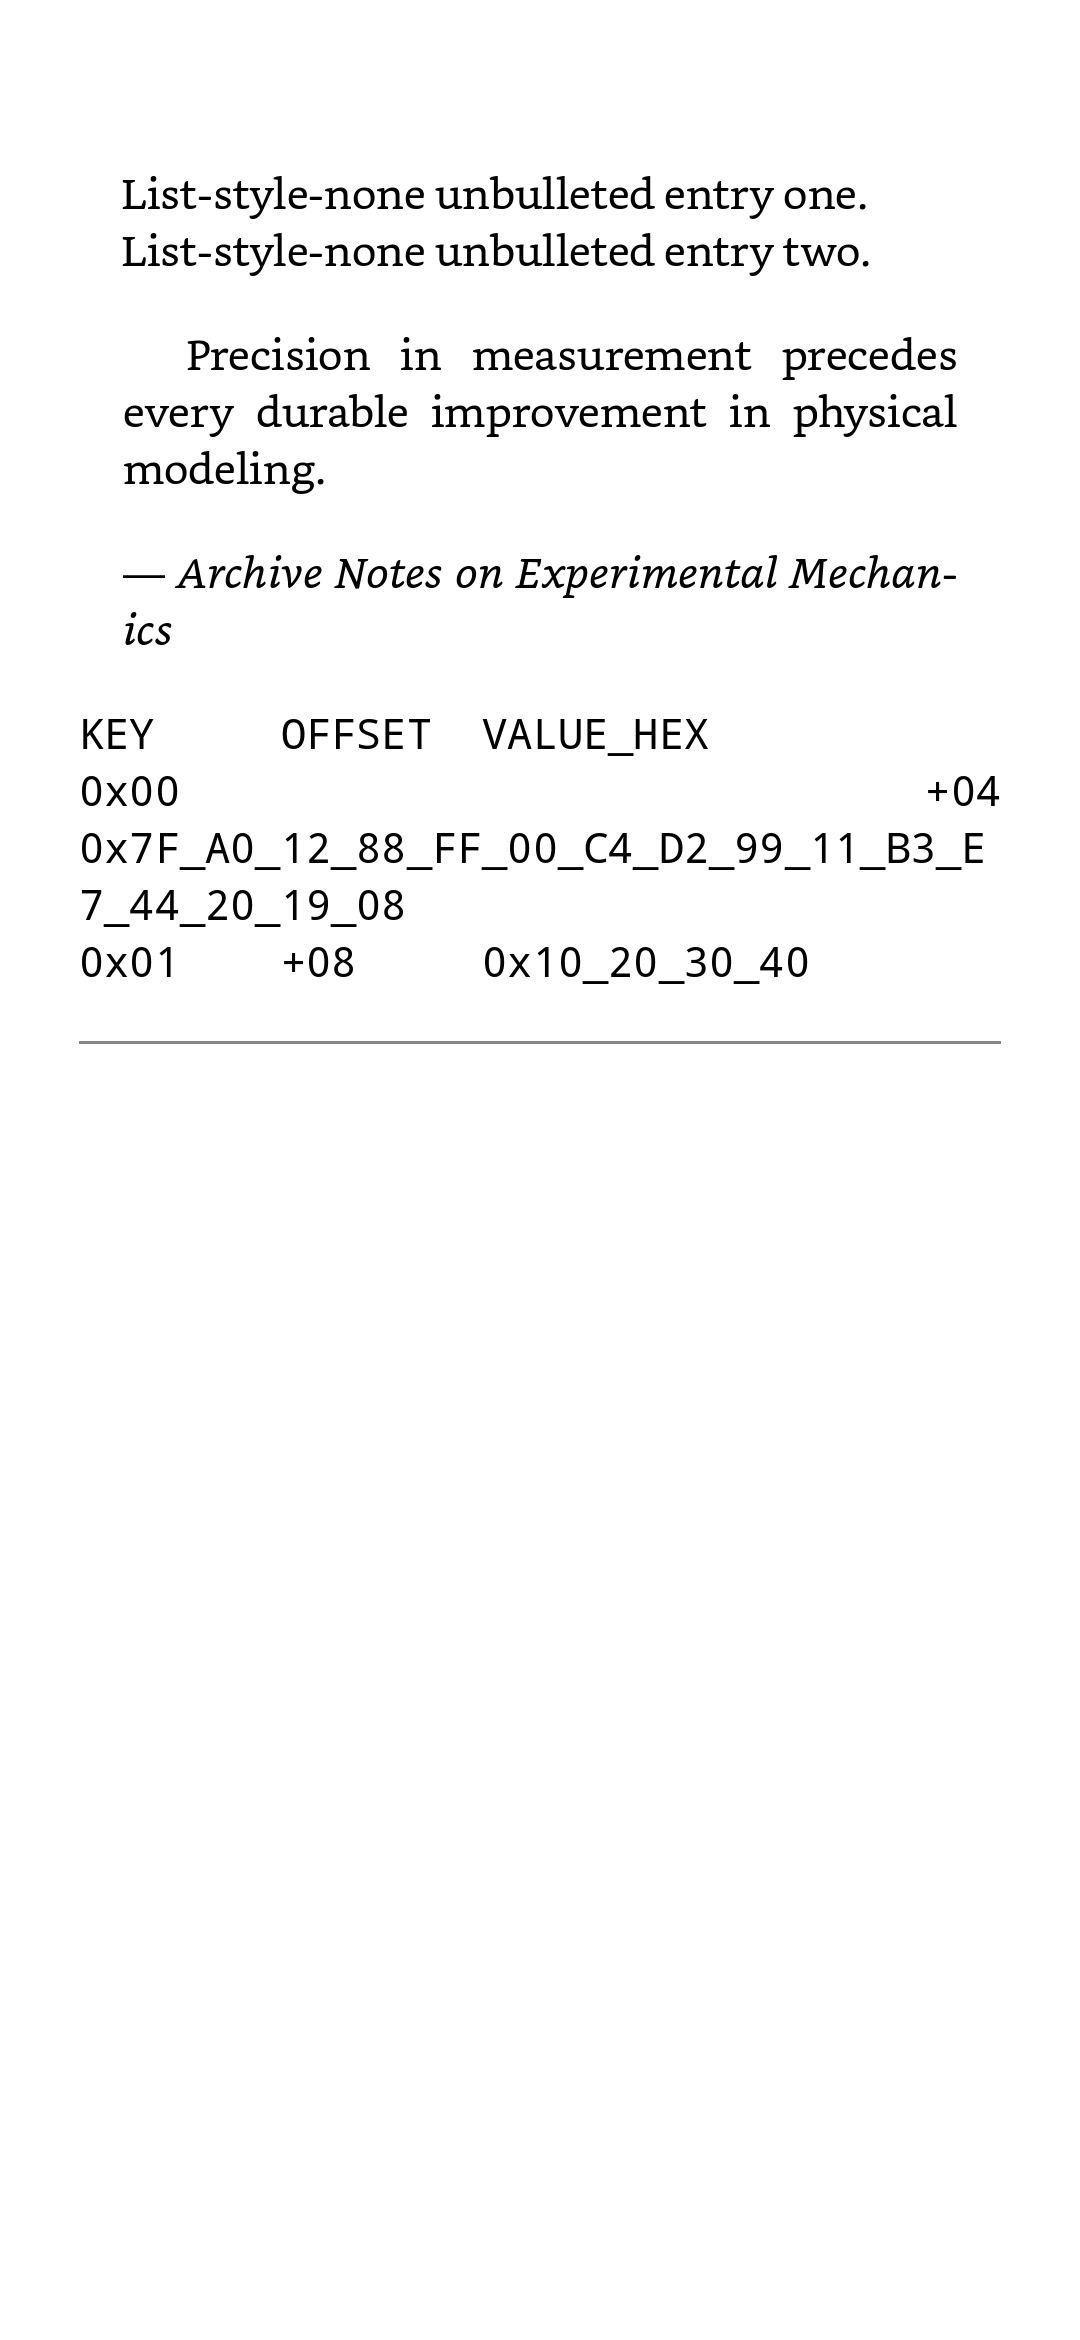 List-style-none unbulleted entry one.
List-style-none unbulleted entry two.
Precision in measurement precedes
every durable improvement in physical
modeling.
— Archive Notes on Experimental Mechan-
ics
KEY     OFFSET  VALUE_HEX
0x00 +04
0x7F_A0_12_88_FF_00_C4_D2_99_11_B3_E
7_44_20_19_08
0x01    +08     0x10_20_30_40